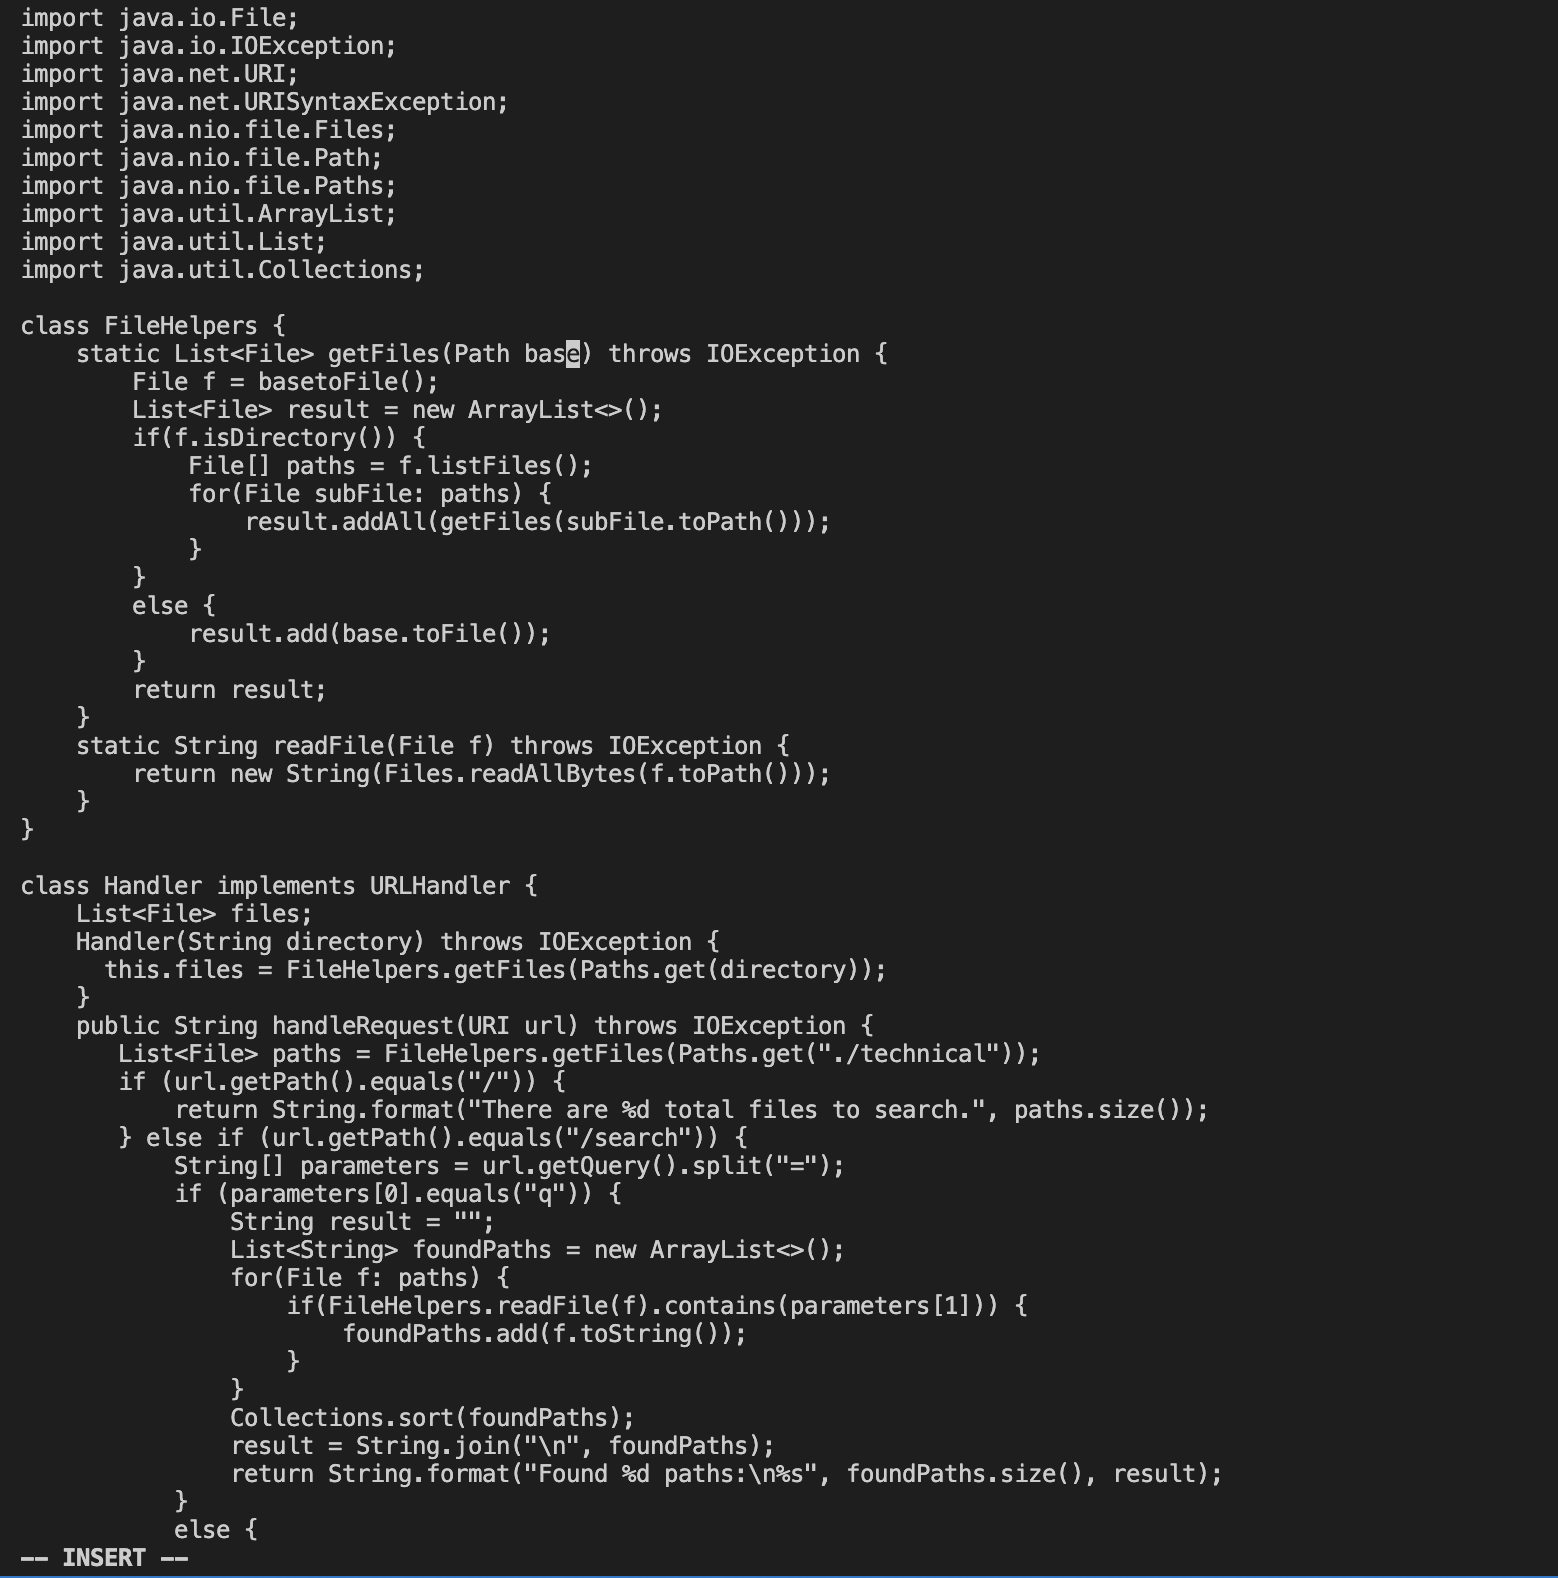 import java.io.File;
import java.io.IOException;
import java.net.URI;
import java.net.URISyntaxException;
import java.nio.file.Files;
import java.nio.file.Path;
import java.nio.file.Paths;
import java.util.ArrayList;
import java.util.List;
import java.util.Collections;

class FileHelpers {
    static List<File> getFiles(Path base) throws IOException {
        File f = basetoFile();
        List<File> result = new ArrayList<>();
        if(f.isDirectory()) {
            File[] paths = f.listFiles();
            for(File subFile: paths) {
                result.addAll(getFiles(subFile.toPath()));
            }
        }
        else {
            result.add(base.toFile());
        }
        return result;
    }
    static String readFile(File f) throws IOException {
        return new String(Files.readAllBytes(f.toPath()));
    }
}

class Handler implements URLHandler {
    List<File> files;
    Handler(String directory) throws IOException {
      this.files = FileHelpers.getFiles(Paths.get(directory));
    }
    public String handleRequest(URI url) throws IOException {
       List<File> paths = FileHelpers.getFiles(Paths.get("./technical"));
       if (url.getPath().equals("/")) {
           return String.format("There are %d total files to search.", paths.size());
       } else if (url.getPath().equals("/search")) {
           String[] parameters = url.getQuery().split("=");
           if (parameters[0].equals("q")) {
               String result = "";
               List<String> foundPaths = new ArrayList<>();
               for(File f: paths) {
                   if(FileHelpers.readFile(f).contains(parameters[1])) {
                       foundPaths.add(f.toString());
                   }
               }
               Collections.sort(foundPaths);
               result = String.join("\n", foundPaths);
               return String.format("Found %d paths:\n%s", foundPaths.size(), result);
           }
           else {
-- INSERT --